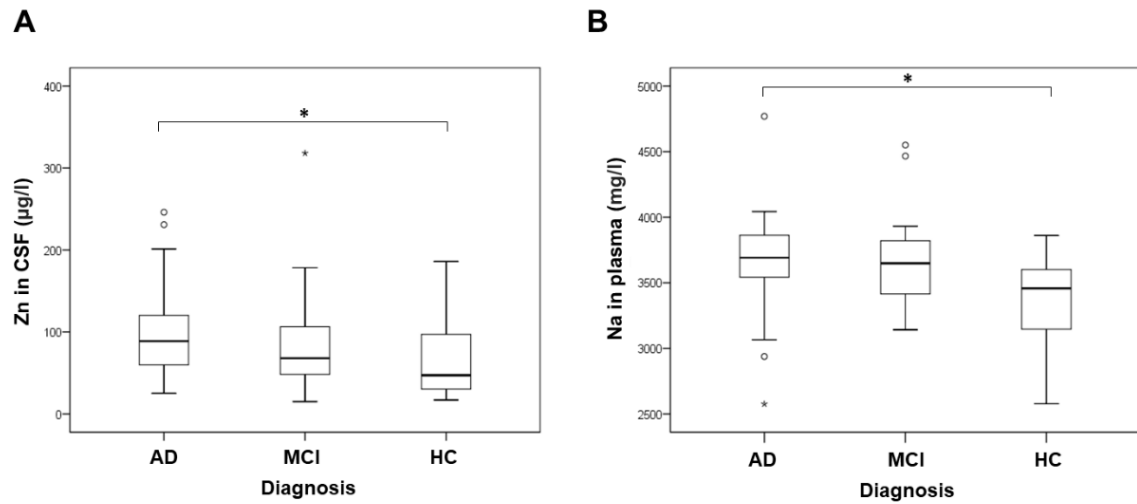 A
Zn in CSF (µg/l)
400
300
200
100
0
*
*
AD MCI HC
Diagnosis
B
Na in plasma (mg/l)
5000
4500
4000
3500
3000
2500
*
*
AD MCI HC
Diagnosis